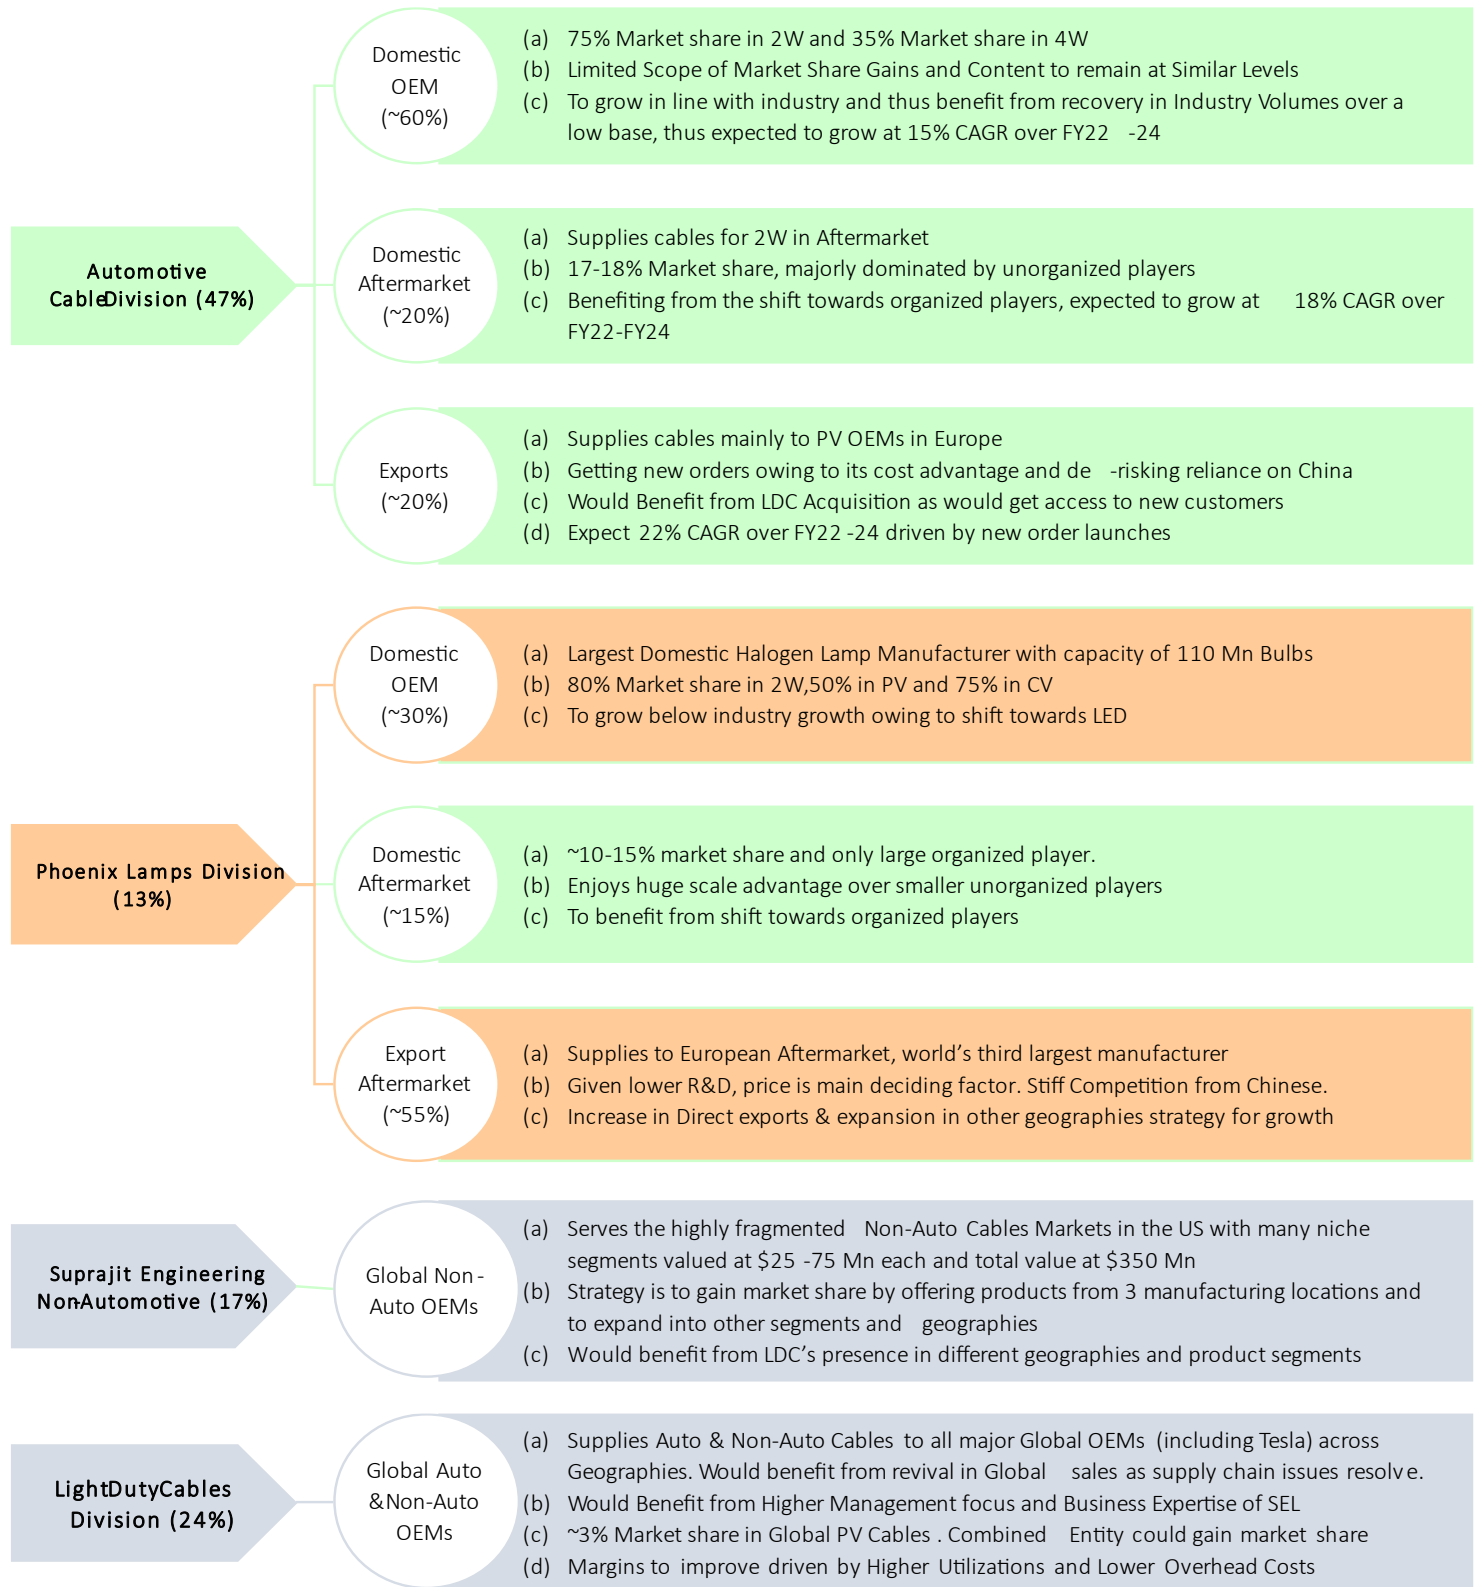 Domestic
OEM
(~60%)
(a) 75% Market share in 2W and 35% Market share in 4W
(b) Limited Scope of Market Share Gains and Content to remain at Similar Levels
(c) To grow in line with industry and thus benefit from recovery in Industry Volumes over a
low base, thus expected to grow at 15% CAGR over FY22 -24
Automotive
CableDivision (47%)
Domestic
Aftermarket
(~20%)
(a) Supplies cables for 2W in Aftermarket
(b) 17-18% Market share, majorly dominated by unorganized players
(c) Benefiting from the shift towards organized players, expected to grow at 18% CAGR over
FY22-FY24
Exports
(~20%)
(a) Supplies cables mainly to PV OEMs in Europe
(b) Getting new orders owing to its cost advantage and de -risking reliance on China
(c) Would Benefit from LDC Acquisition as would get access to new customers
(d) Expect 22% CAGR over FY22 -24 driven by new order launches
Domestic
OEM
(~30%)
(a) Largest Domestic Halogen Lamp Manufacturer with capacity of 110 Mn Bulbs
(b) 80% Market share in 2W,50% in PV and 75% in CV
(c) To grow below industry growth owing to shift towards LED
Phoenix Lamps Division
(13%)
Domestic
Aftermarket
(~15%)
(a) ~10-15% market share and only large organized player.
(b) Enjoys huge scale advantage over smaller unorganized players
(c) To benefit from shift towards organized players
Export
Aftermarket
(~55%)
(a) Supplies to European Aftermarket, world's third largest manufacturer
(b) Given lower R&D, price is main deciding factor. Stiff Competition from Chinese.
(c) Increase in Direct exports & expansion in other geographies strategy for growth
Suprajit Engineering
Non-Automotive (17%)
Global Non -
Auto OEMs
(a) Serves the highly fragmented Non-Auto Cables Markets in the US with many niche
segments valued at $25 -75 Mn each and total value at $350 Mn
(b) Strategy is to gain market share by offering products from 3 manufacturing locations and
to expand into other segments and geographies
(c) Would benefit from LDC's presence in different geographies and product segments
LightDutyCables
Division (24%)
Global Auto
&Non-Auto
OEMs
(a) Supplies Auto & Non-Auto Cables to all major Global OEMs (including Tesla) across
Geographies. Would benefit from revival in Global sales as supply chain issues resolve.
(b) Would Benefit from Higher Management focus and Business Expertise of SEL
(c) ~3% Market share in Global PV Cables . Combined Entity could gain market share
(d) Margins to improve driven by Higher Utilizations and Lower Overhead Costs